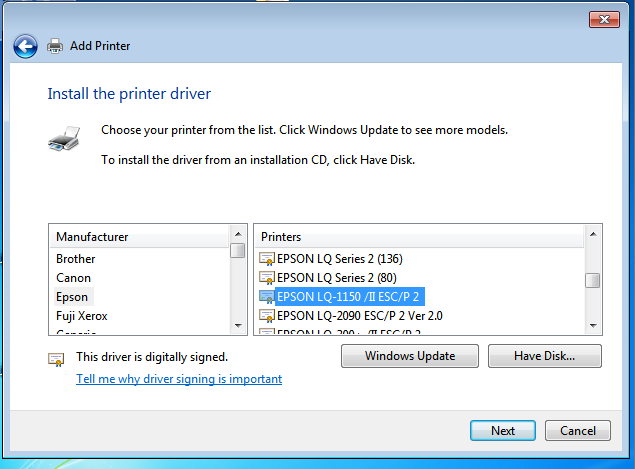 Add Printer
Install the printer driver
Choose your printer from the list. Click Windows Update to see more models.
To install the driver from an installation CD, click Have Disk.
Manufacturer
Brother
Canon
Epson
Fuji Xerox
Generic
Printers
EPSON LQ Series 2 (136)
EPSON LQ Series 2 (80)
EPSON LQ-1150 /II ESC/P 2
EPSON LQ-2090 ESC/P 2 Ver 2.0
This driver is digitally signed.
Tell me why driver signing is important
Windows Update
Have Disk...
Next
Cancel